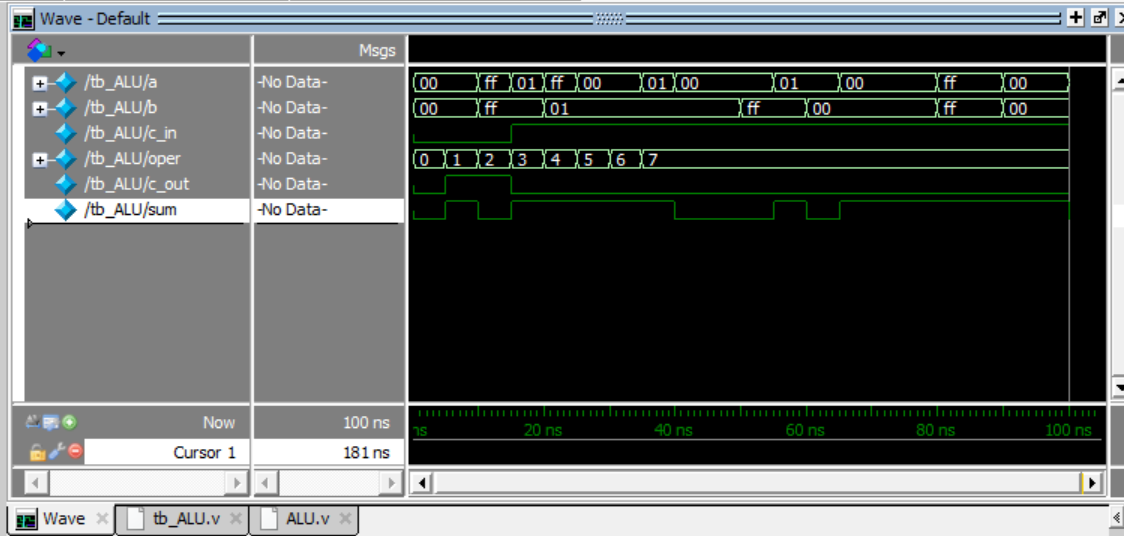 Wave - Default
Msgs
/tb_ALU/a -No Data- 00 ff 01 ff 00 01 00 01 00 ff 00
/tb_ALU/b -No Data- 00 ff 01 ff 00 ff 00
/tb_ALU/c_in -No Data-
/tb_ALU/oper -No Data- 0 1 2 3 4 5 6 7
/tb_ALU/c_out -No Data-
/tb_ALU/sum -No Data-
Now 100 ns ns 20 ns 40 ns 60 ns 80 ns 100 ns
Cursor 1 181 ns
Wave tb_ALU.v ALU.v